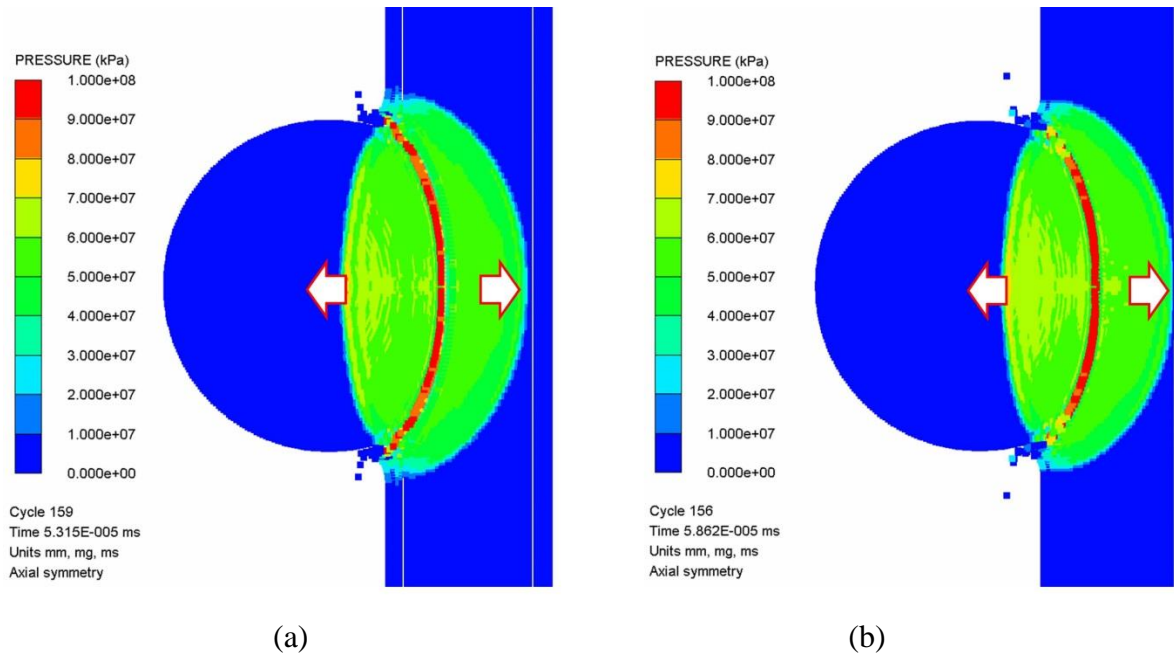 PRESSURE (kPa)
1.000e+08
9.000e+07
8.000e+07
7.000e+07
6.000e+07
5.000e+07
4.000e+07
3.000e+07
2.000e+07
1.000e+07
0.000e+00
Cycle 159
Time 5.315E-005 ms
Units mm, mg, ms
Axial symmetry
(a)
PRESSURE (kPa)
1.000e+08
9.000e+07
8.000e+07
7.000e+07
6.000e+07
5.000e+07
4.000e+07
3.000e+07
2.000e+07
1.000e+07
0.000e+00
Cycle 156
Time 5.862E-005 ms
Units mm, mg, ms
Axial symmetry
(b)